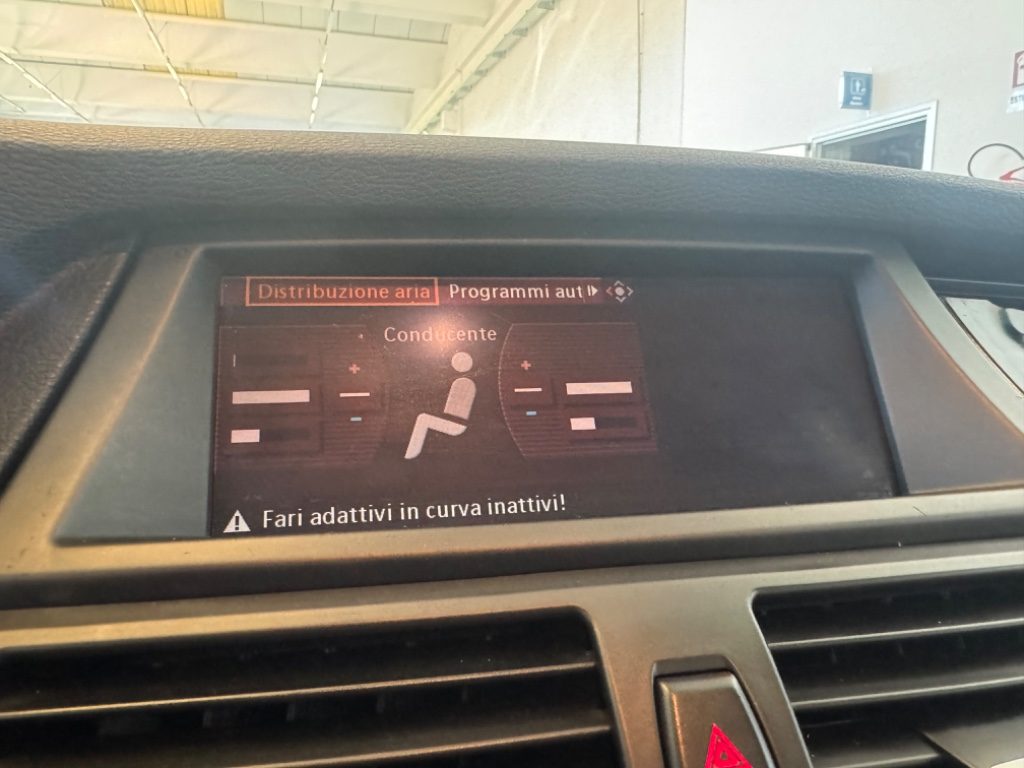 Distribuzione aria Programmi aut
Conducente
Fari adattivi in curva inattivi!